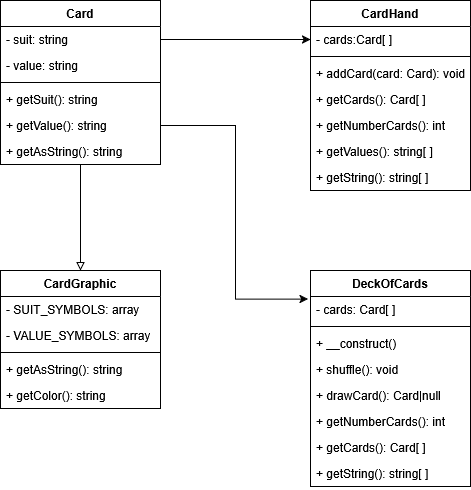 Card
- suit: string
- value: string
+ getSuit(): string
+ getValue(): string
+ getAsString(): string
CardHand
- cards:Card[ ]
+ addCard(card: Card): void
+ getCards(): Card[ ]
+ getNumberCards(): int
+ getValues(): string[ ]
+ getString(): string[ ]
CardGraphic
- SUIT_SYMBOLS: array
- VALUE_SYMBOLS: array
+ getAsString(): string
+ getColor(): string
DeckOfCards
- cards: Card[ ]
+ __construct()
+ shuffle(): void
+ drawCard(): Card|null
+ getNumberCards(): int
+ getCards(): Card[ ]
+ getString(): string[ ]